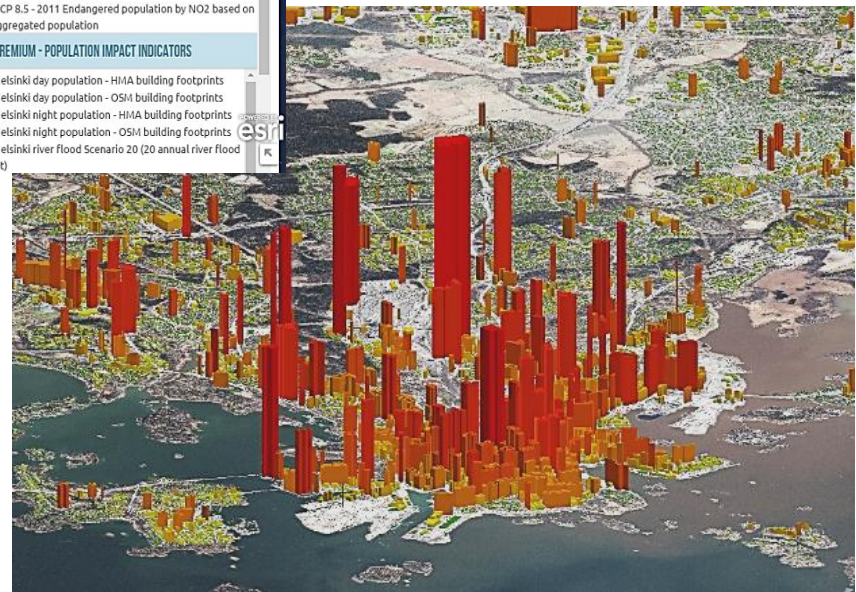 CP 8.5 - 2011 Endangered population by NO2 based on
ggregated population
REMIUM - POPULATION IMPACT INDICATORS
elsinki day population - HMA building footprints
elsinki day population - OSM building footprints
elsinki night population - HMA building footprints
elsinki night population - OSM building footprints
elsinki river flood Scenario 20 (20 annual river flood
t)
POWERED BY
esri